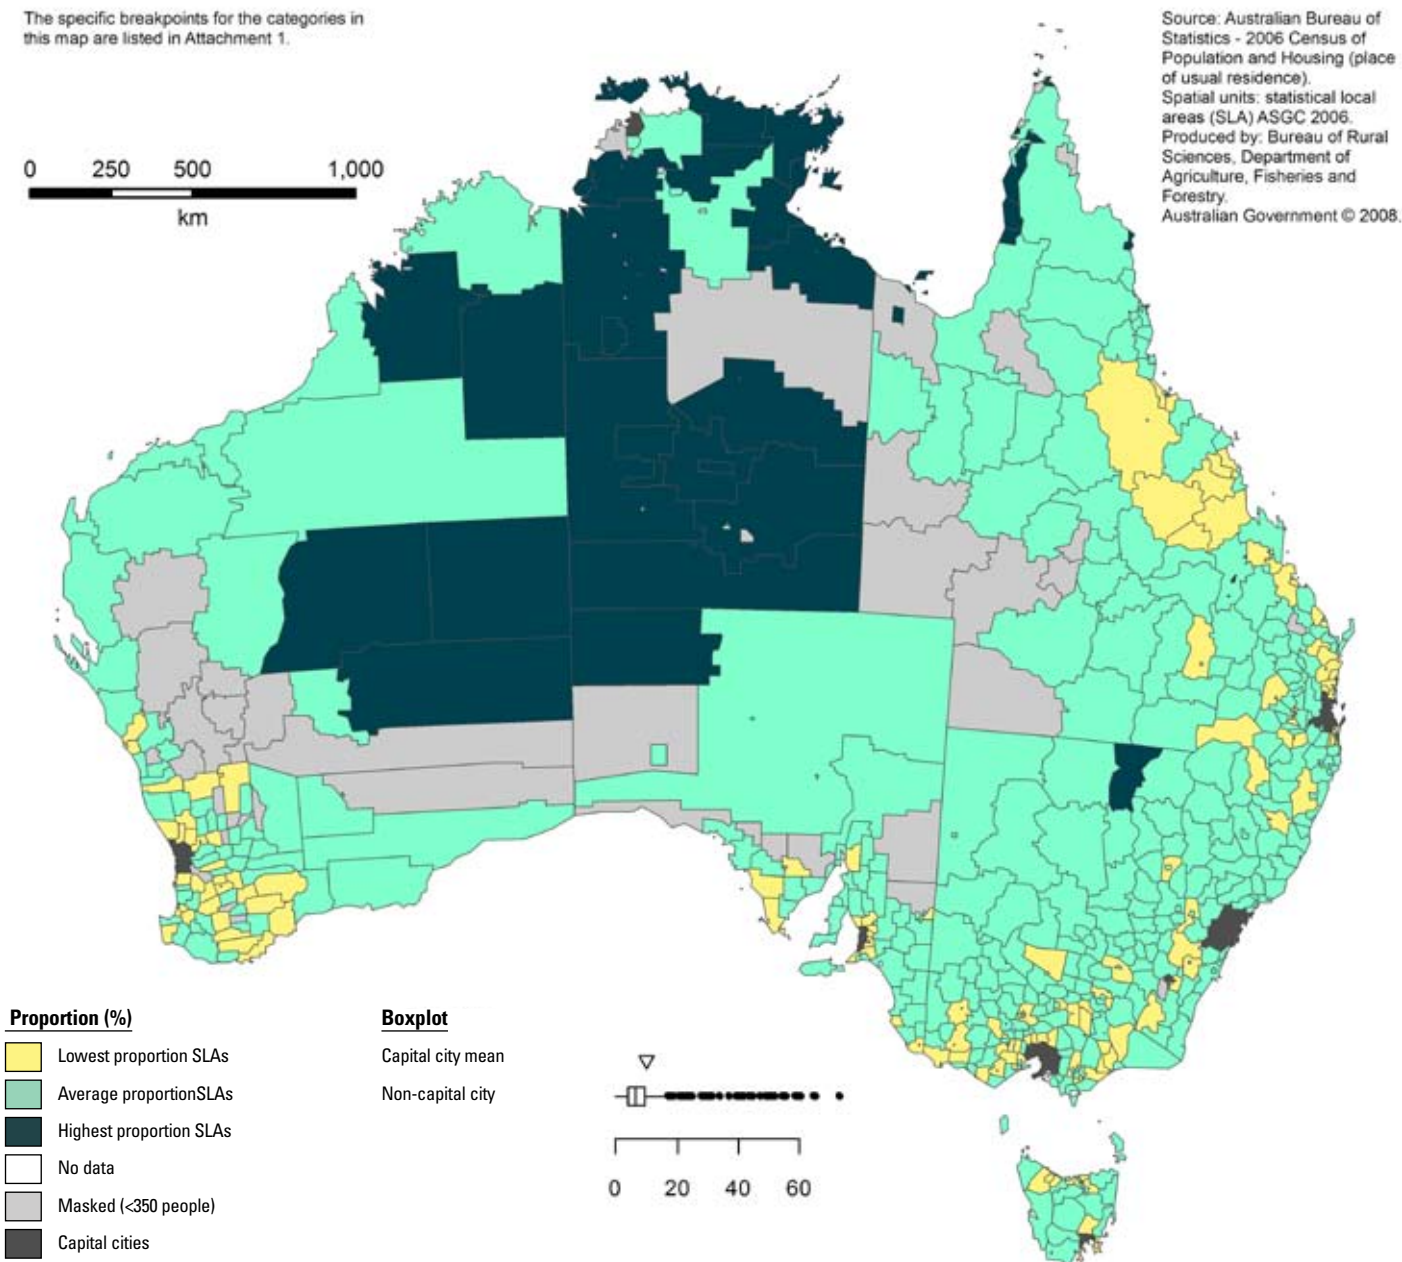 The specific breakpoints for the categories in
this map are listed in Attachment 1.
Source: Australian Bureau of
Statistics - 2006 Census of
Population and Housing (place
of usual residence).
Spatial units: statistical local
areas (SLA) ASGC 2006.
Produced by: Bureau of Rural
Sciences, Department of
Agriculture, Fisheries and
Forestry.
Australian Government © 2008.
0 250 500 1,000
km
Proportion (%)
Lowest proportion SLAs
Average proportionSLAs
Highest proportion SLAs
No data
Masked (<350 people)
Capital cities
Boxplot
Capital city mean
Non-capital city
0 20 40 60